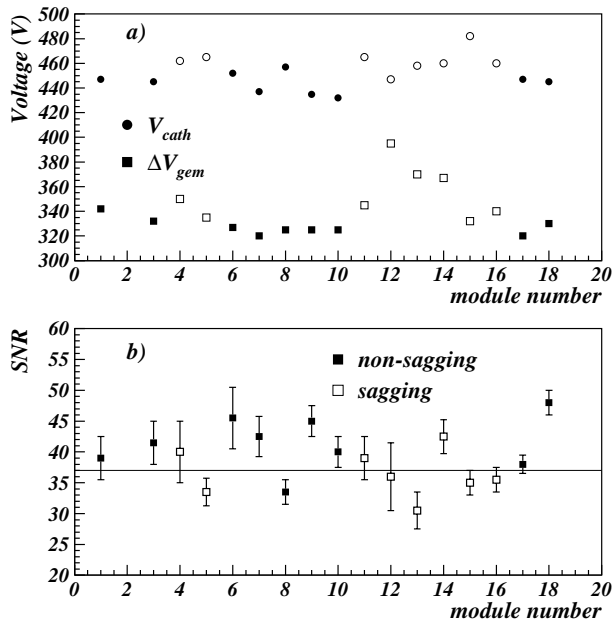 a)
Voltage (V)
500
480
460
440
420
400
380
360
340
320
300
V_cath
ΔV_gem
0 2 4 6 8 10 12 14 16 18 20
module number
b)
SNR
60
55
50
45
40
35
30
25
20
non-sagging
sagging
0 2 4 6 8 10 12 14 16 18 20
module number